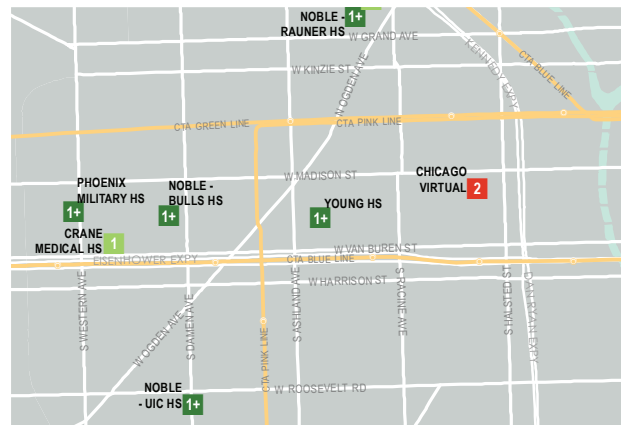 NOBLE -
RAUNER HS
1+
W GRAND AVE
KENNEDY EXPY
CTA BLUE LINE
W KINZIE ST
N OGDEN AVE
CTA GREEN LINE
CTA PINK LINE
W MADISON ST
PHOENIX
MILITARY HS
1+
NOBLE -
BULLS HS
1+
YOUNG HS
1+
CHICAGO
VIRTUAL
2
CRANE
MEDICAL HS
1
W VAN BUREN ST
EISENHOWER EXPY
CTA BLUE LINE
W HARRISON ST
S WESTERN AVE
W OGDEN AVE
S DAMEN AVE
CTA PINK LINE
S ASHLAND AVE
S RACINE AVE
S HALSTED ST
DAN RYAN EXPY
NOBLE
- UIC HS
1+
W ROOSEVELT RD